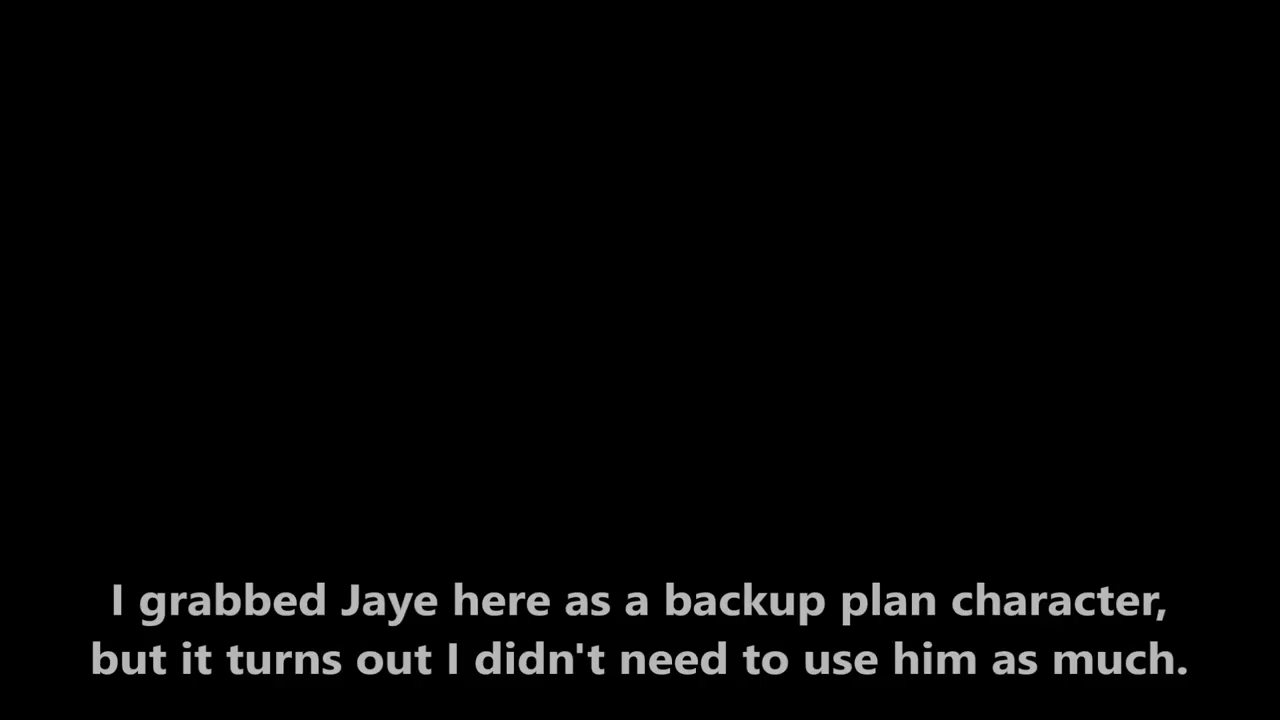 I grabbed Jaye here as a backup plan character,
but it turns out I didn't need to use him as much.